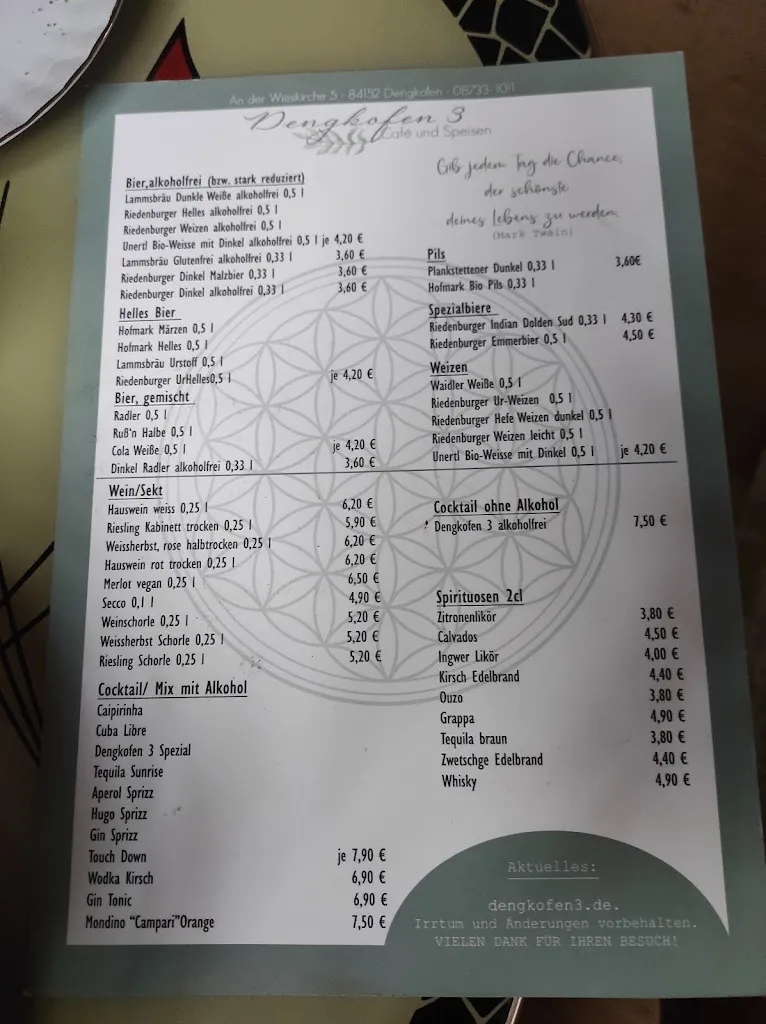 An der Wieskirche 5 - 84152 Dengkofen - 08733-1011
Dengkofen 3
Café und Speisen
Gib jedem Tag die Chance,
der schönste
deines Lebens zu werden.
(Mark Twain)
Bier,alkoholfrei (bzw. stark reduziert)
Lammsbräu Dunkle Weiße alkoholfrei 0,5 l
Riedenburger Helles alkoholfrei 0,5 l
Riedenburger Weizen alkoholfrei 0,5 l
Unertl Bio-Weisse mit Dinkel alkoholfrei 0,5 l je 4,20 €
Lammsbräu Glutenfrei alkoholfrei 0,33 l 3,60 €
Riedenburger Dinkel Malzbier 0,33 l 3,60 €
Riedenburger Dinkel alkoholfrei 0,33 l 3,60 €
Helles Bier
Hofmark Märzen 0,5 l
Hofmark Helles 0,5 l
Lammsbräu Urstoff 0,5 l
Riedenburger UrHelles0,5 l je 4,20 €
Bier, gemischt
Radler 0,5 l
Ruß'n Halbe 0,5 l
Cola Weiße 0,5 l je 4,20 €
Dinkel Radler alkoholfrei 0,33 l 3,60 €
Pils
Plankstettener Dunkel 0,33 l 3,60€
Hofmark Bio Pils 0,33 l
Spezialbiere
Riedenburger Indian Dolden Sud 0,33 l 4,30 €
Riedenburger Emmerbier 0,5 l 4,50 €
Weizen
Waidler Weiße 0,5 l
Riedenburger Ur-Weizen 0,5 l
Riedenburger Hefe Weizen dunkel 0,5 l
Riedenburger Weizen leicht 0,5 l
Unertl Bio-Weisse mit Dinkel 0,5 l je 4,20 €
Wein/Sekt
Hauswein weiss 0,25 l 6,20 €
Riesling Kabinett trocken 0,25 l 5,90 €
Weissherbst, rose halbtrocken 0,25 l 6,20 €
Hauswein rot trocken 0,25 l 6,20 €
Merlot vegan 0,25 l 6,50 €
Secco 0,1 l 4,90 €
Weinschorle 0,25 l 5,20 €
Weissherbst Schorle 0,25 l 5,20 €
Riesling Schorle 0,25 l 5,20 €
Cocktail/ Mix mit Alkohol
Caipirinha
Cuba Libre
Dengkofen 3 Spezial
Tequila Sunrise
Aperol Sprizz
Hugo Sprizz
Gin Sprizz
Touch Down je 7,90 €
Wodka Kirsch 6,90 €
Gin Tonic 6,90 €
Mondino "Campari"Orange 7,50 €
Cocktail ohne Alkohol
Dengkofen 3 alkoholfrei 7,50 €
Spirituosen 2cl
Zitronenlikör 3,80 €
Calvados 4,50 €
Ingwer Likör 4,00 €
Kirsch Edelbrand 4,40 €
Ouzo 3,80 €
Grappa 4,90 €
Tequila braun 3,80 €
Zwetschge Edelbrand 4,40 €
Whisky 4,90 €
Aktuelles:
dengkofen3.de.
Irrtum und Änderungen vorbehalten.
VIELEN DANK FÜR IHREN BESUCH!